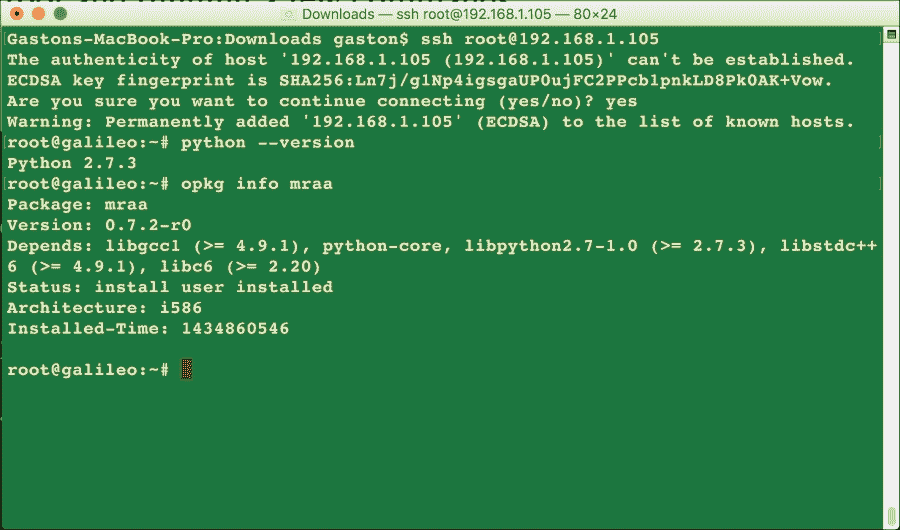 Downloads — ssh root@192.168.1.105 — 80×24
Gastons-MacBook-Pro:Downloads gaston$ ssh root@192.168.1.105
The authenticity of host '192.168.1.105 (192.168.1.105)' can't be established.
ECDSA key fingerprint is SHA256:Ln7j/g1Np4igsgaUP0ujFC2PPcb1pnkLD8Pk0AK+Vow.
Are you sure you want to continue connecting (yes/no)? yes
Warning: Permanently added '192.168.1.105' (ECDSA) to the list of known hosts.
root@galileo:~# python --version
Python 2.7.3
root@galileo:~# opkg info mraa
Package: mraa
Version: 0.7.2-r0
Depends: libgcc1 (>= 4.9.1), python-core, libpython2.7-1.0 (>= 2.7.3), libstdc++
6 (>= 4.9.1), libc6 (>= 2.20)
Status: install user installed
Architecture: i586
Installed-Time: 1434860546
root@galileo:~#